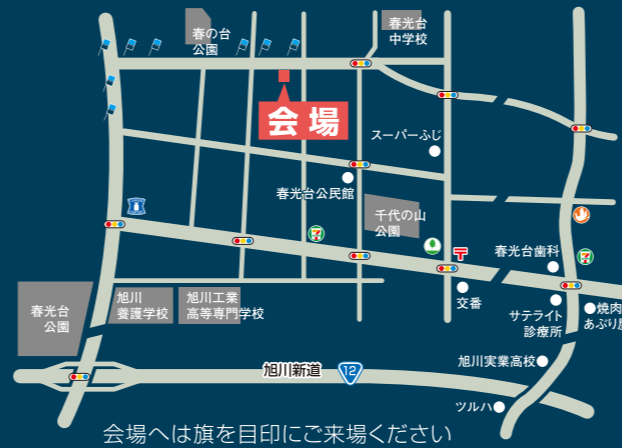 春の台
公園
春光台
中学校
会場
スーパーふじ
春光台公民館
千代の山
公園
春光台歯科
春光台
公園
旭川
養護学校
旭川工業
高等専門学校
交番
サテライト
診療所
焼肉
あぶり屋
旭川実業高校
旭川新道
12
ツルハ
会場へは旗を目印にご来場ください